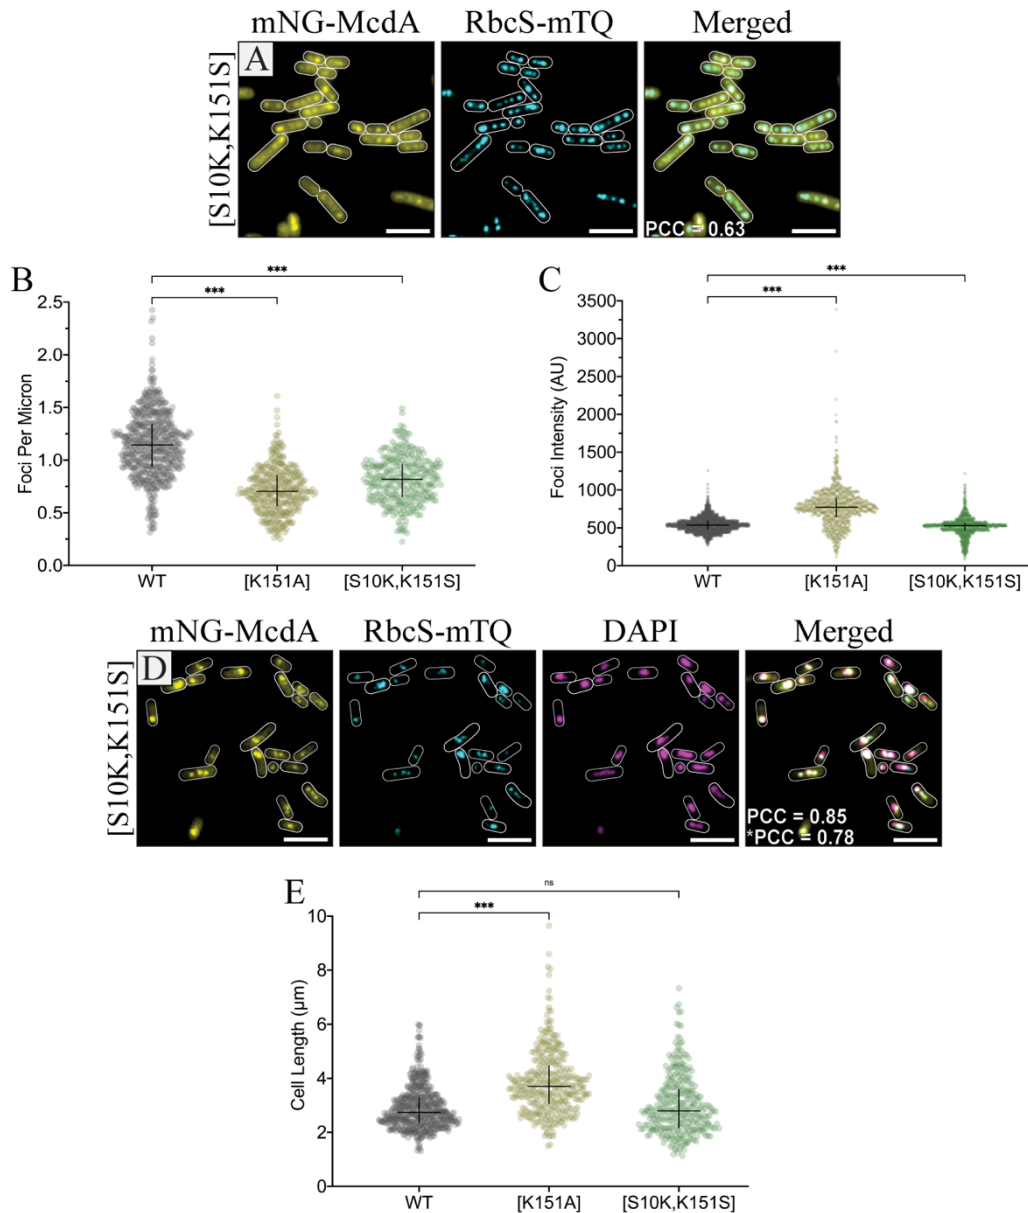 mNG-McdA RbcS-mTQ Merged
A
[S10K,K151S]
PCC = 0.63
B
***
***
Foci Per Micron
2.5
2.0
1.5
1.0
0.5
0.0
WT [K151A] [S10K,K151S]
C
***
***
Foci Intensity (AU)
3500
3000
2500
2000
1500
1000
500
0
WT [K151A] [S10K,K151S]
mNG-McdA RbcS-mTQ DAPI Merged
D
[S10K,K151S]
PCC = 0.85
*PCC = 0.78
E
ns
***
Cell Length (µm)
10
8
6
4
2
0
WT [K151A] [S10K,K151S]